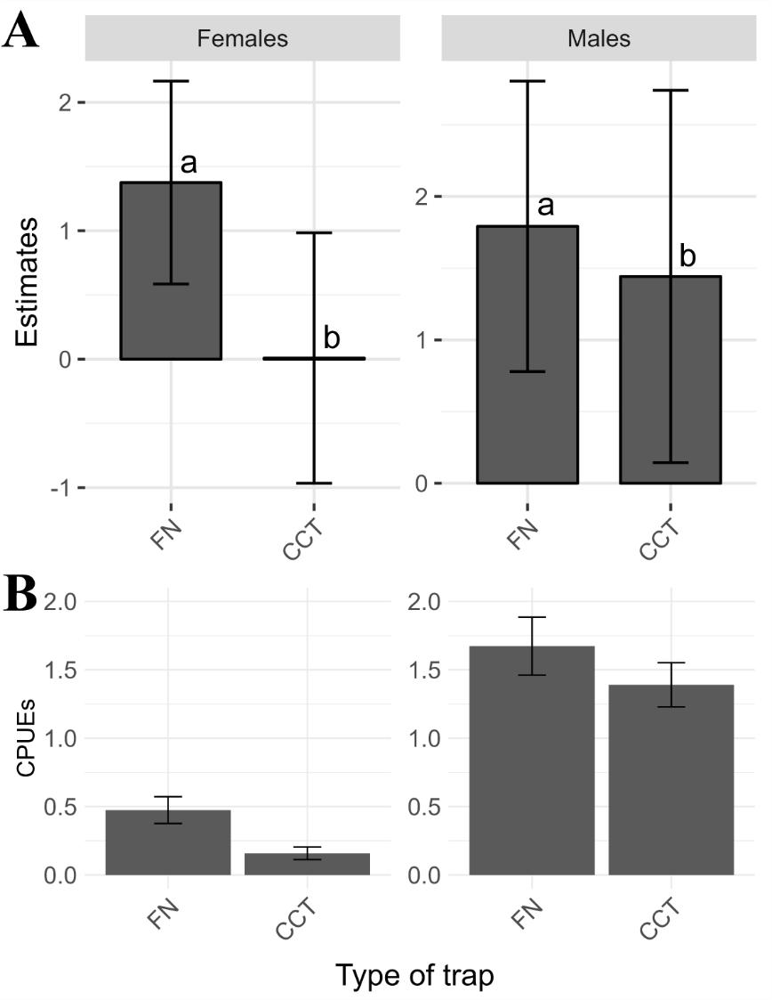 A
Females
Males
Estimates
2
1
0
-1
a
b
FN
CCT
2
1
0
a
b
FN
CCT
B
CPUEs
2.0
1.5
1.0
0.5
0.0
FN
CCT
2.0
1.5
1.0
0.5
0.0
FN
CCT
Type of trap